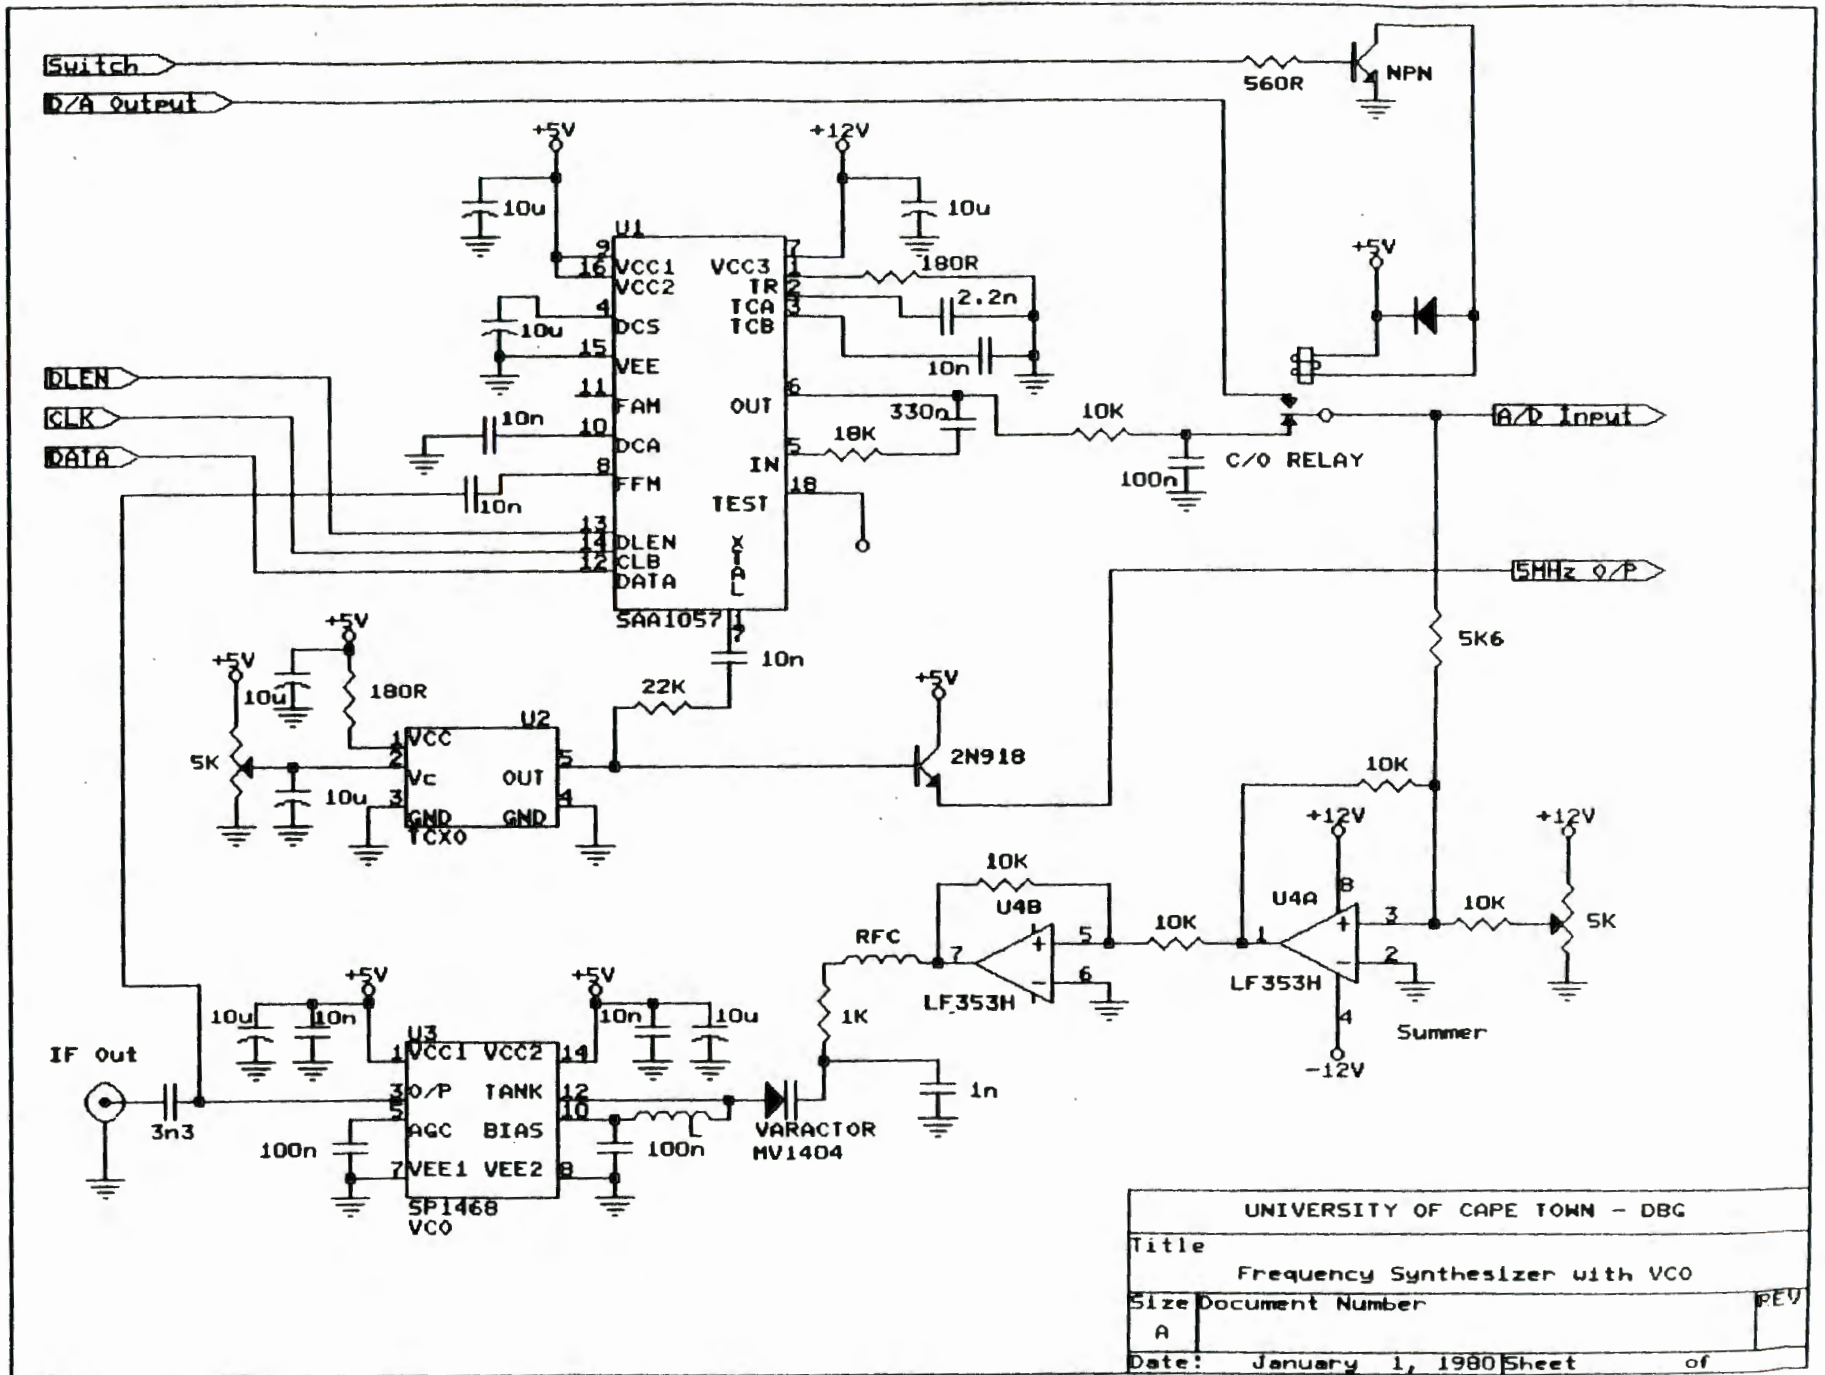 Switch
560R
NPN
D/A Output
+5V
+12V
10u
10u
U1
+5V
9
16
VCC1
VCC2
VCC3
7
1
180R
TR
2
TCA
3
TCB
2.2n
4
DCS
10u
15
VEE
10n
DLEN
11
FAM
OUT
6
330n
10K
A/D Input
CLK
10n
10
DCA
18K
5
IN
C/O RELAY
DATA
8
FFM
10n
100n
18
TEST
13
14
12
DLEN
CLB
DATA
XTAL
5MHz O/P
SAA1057
17
+5V
10n
5K6
+5V
10u
180R
22K
+5V
U2
1
VCC
5K
2
Vc
OUT
5
2N918
10u
3
GND
GND
4
TCXO
10K
+12V
+12V
10K
U4B
U4A
8
10K
10K
5K
RFC
7
+
5
1
+
3
-
6
-
2
LF353H
LF353H
+5V
+5V
10u
10n
10n
10u
1K
4
Summer
IF Out
U3
1
VCC1
VCC2
14
-12V
3
O/P
TANK
12
1n
3n3
5
AGC
BIAS
10
L
100n
100n
VARACTOR
MV1404
7
VEE1
VEE2
8
SP1468
VCO
UNIVERSITY OF CAPE TOWN - DBG
Title
Frequency Synthesizer with VCO
Size
Document Number
REV
A
Date: January 1, 1980
Sheet of